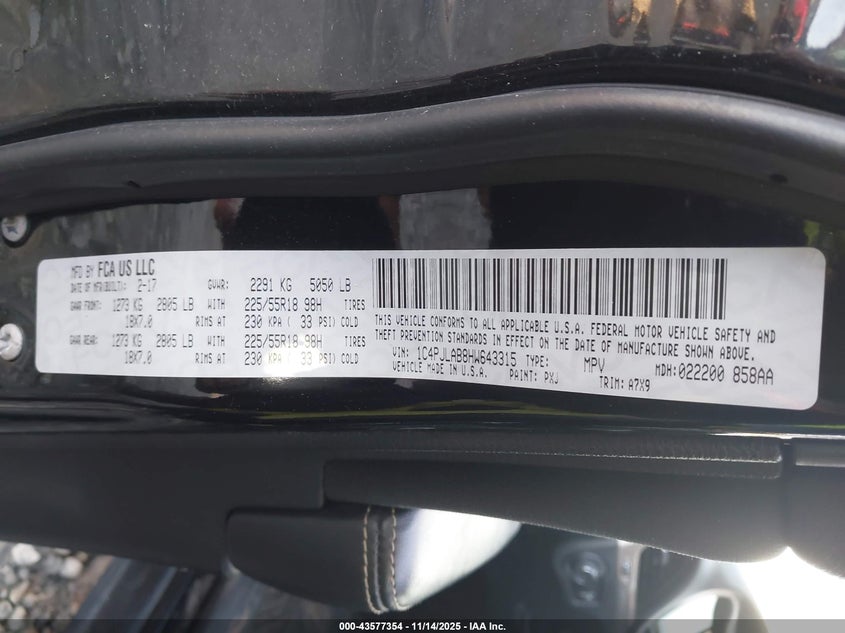 MFD BY FCA US LLC
DATE OF MFR(BUILT): 2-17 GVWR: 2291 KG 5050 LB
GAWR FRONT: 1273 KG 2805 LB WITH 225/55R18 98H TIRES
18X7.0 RIMS AT 230 KPA ( 33 PSI) COLD
GAWR REAR: 1273 KG 2805 LB WITH 225/55R18 98H TIRES
18X7.0 RIMS AT 230 KPA ( 33 PSI) COLD
THIS VEHICLE CONFORMS TO ALL APPLICABLE U.S.A. FEDERAL MOTOR VEHICLE SAFETY AND
THEFT PREVENTION STANDARDS IN EFFECT ON THE DATE OF MANUFACTURE SHOWN ABOVE.
VIN: 1C4PJLAB8HW643315 TYPE: MPV MDH: 022200 858AA
VEHICLE MADE IN U.S.A. PAINT: PXJ TRIM: A7X9
000-43577354 - 11/14/2025 - IAA Inc.